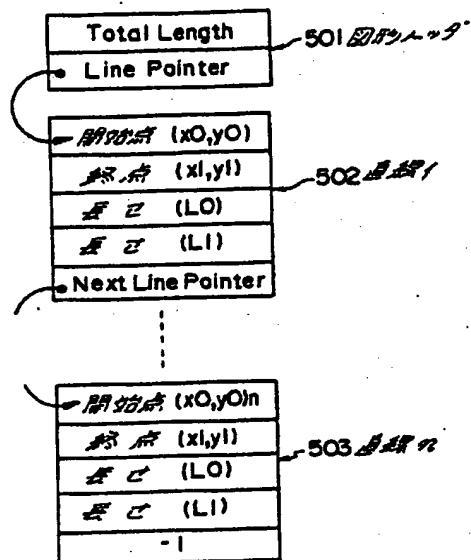 Total Length
Line Pointer
501 図形ヘッダ
開始点 (x0,y0)
終点 (x1,y1)
長さ (L0)
長さ (L1)
Next Line Pointer
502 直線1
開始点 (x0,y0)n
終点 (x1,y1)
長さ (L0)
長さ (L1)
-1
503 直線n